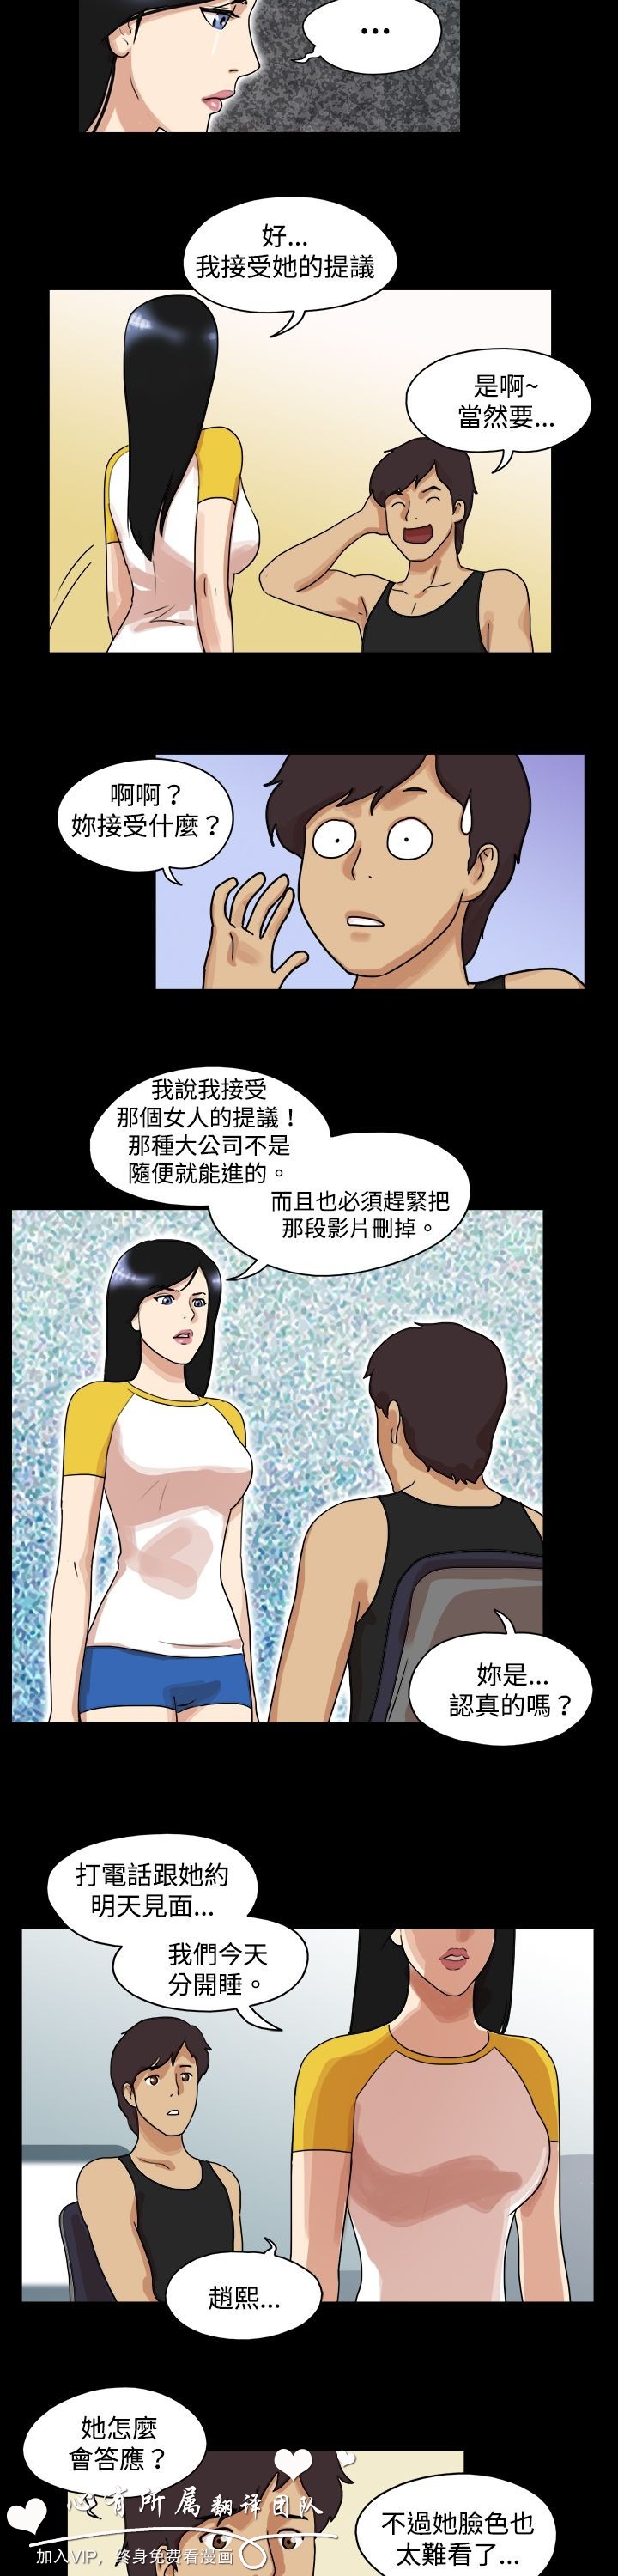 ...
好...
我接受她的提議
是啊~
當然要...
啊啊？
妳接受什麼？
我說我接受
那個女人的提議！
那種大公司不是
隨便就能進的。
而且也必須趕緊把
那段影片刪掉。
妳是...
認真的嗎？
打電話跟她約
明天見面...
我們今天
分開睡。
趙熙...
她怎麼
會答應？
不過她臉色也
太難看了...
心有所属翻译团队
加入VIP，终身免费看漫画